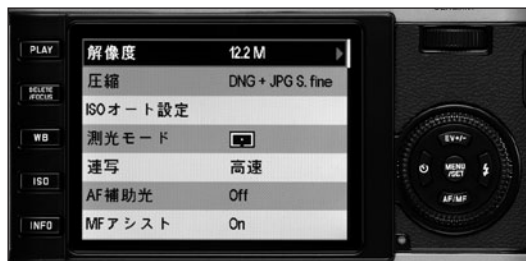 PLAY
DELETE
/FOCUS
WB
ISO
INFO
解像度 12.2 M
圧縮 DNG + JPG S. fine
ISOオート設定
測光モード
連写 高速
AF補助光 Off
MFアシスト On
EV+/-
MENU
/SET
AF/MF